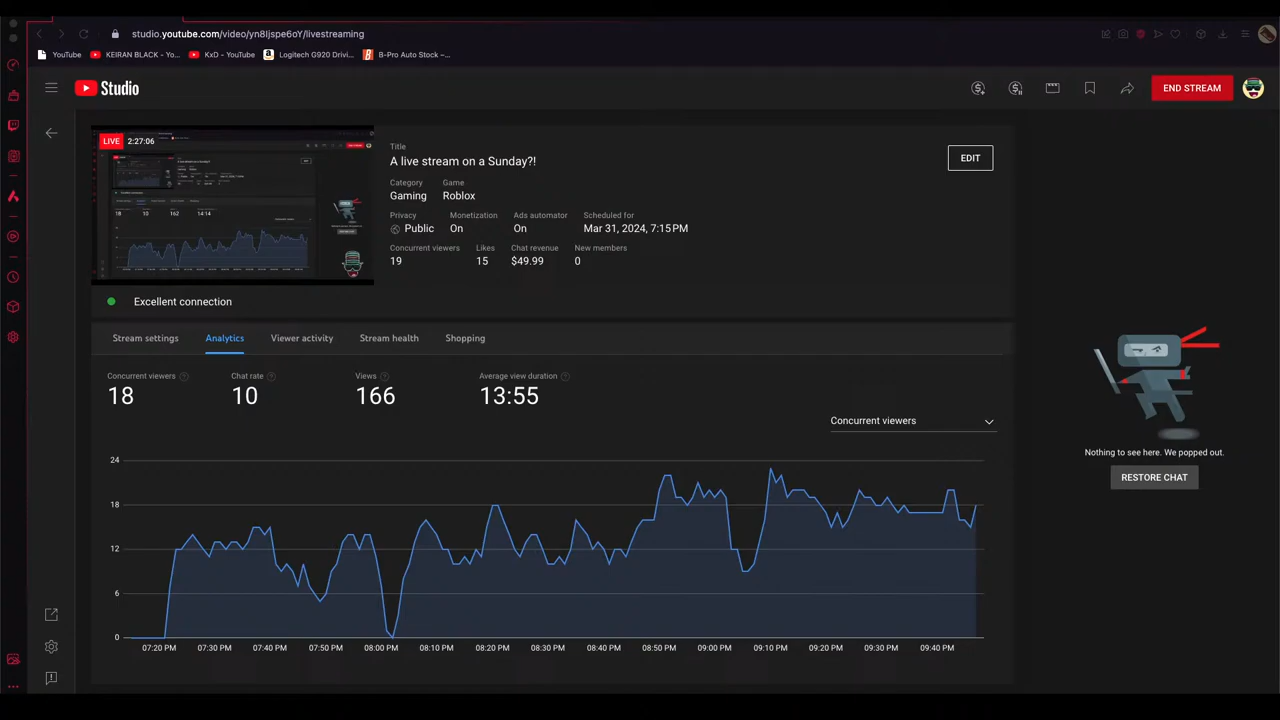 studio.youtube.com/video/yn8Ijspe6oY/livestreaming
YouTube
KEIRAN BLACK - Yo...
KxD – YouTube
Logitech G920 Drivi...
B-Pro Auto Stock –...
Studio
END STREAM
LIVE
2:27:06
Title
A live stream on a Sunday?!
EDIT
Category
Game
Gaming
Roblox
Privacy
Monetization
Ads automator
Scheduled for
Public
On
On
Mar 31, 2024, 7:15 PM
Concurrent viewers
Likes
Chat revenue
New members
19
15
$49.99
0
Excellent connection
Stream settings
Analytics
Viewer activity
Stream health
Shopping
Concurrent viewers
Chat rate
Views
Average view duration
18
10
166
13:55
Concurrent viewers
24
18
12
6
0
07:20 PM
07:30 PM
07:40 PM
07:50 PM
08:00 PM
08:10 PM
08:20 PM
08:30 PM
08:40 PM
08:50 PM
09:00 PM
09:10 PM
09:20 PM
09:30 PM
09:40 PM
Nothing to see here. We popped out.
RESTORE CHAT